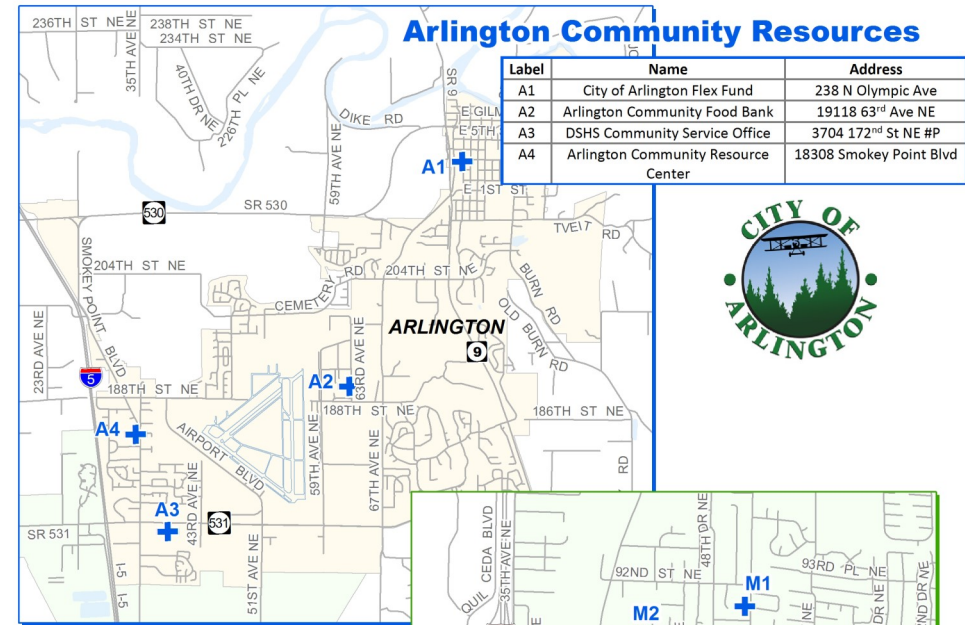 Arlington Community Resources
Label Name Address
A1 City of Arlington Flex Fund 238 N Olympic Ave
A2 Arlington Community Food Bank 19118 63rd Ave NE
A3 DSHS Community Service Office 3704 172nd St NE #P
A4 Arlington Community Resource Center 18308 Smokey Point Blvd
CITY OF
ARLINGTON
236TH ST NE
238TH ST NE
234TH ST NE
35TH AVE NE
40TH DR NE
226TH PL NE
SR 9
DIKE RD
E GILM
E 5TH
59TH AVE NE
A1
E 1ST ST
530
SR 530
TVEIT RD
SMOKEY POINT BLVD
204TH ST NE
CEMETERY RD
204TH ST NE
BURN RD
OLD BURN RD
ARLINGTON
9
23RD AVE NE
5
A2
63RD AVE NE
188TH ST NE
188TH ST NE
186TH ST NE
A4
AIRPORT BLVD
59TH AVE NE
67TH AVE NE
RD
A3
43RD AVE NE
531
SR 531
I-5
I-5
51ST AVE NE
QUIL CEDA BLVD
35TH AVE NE
48TH DR NE
92ND ST NE
93RD PL NE
M1
M2
NE
DR NE
ND DR NE